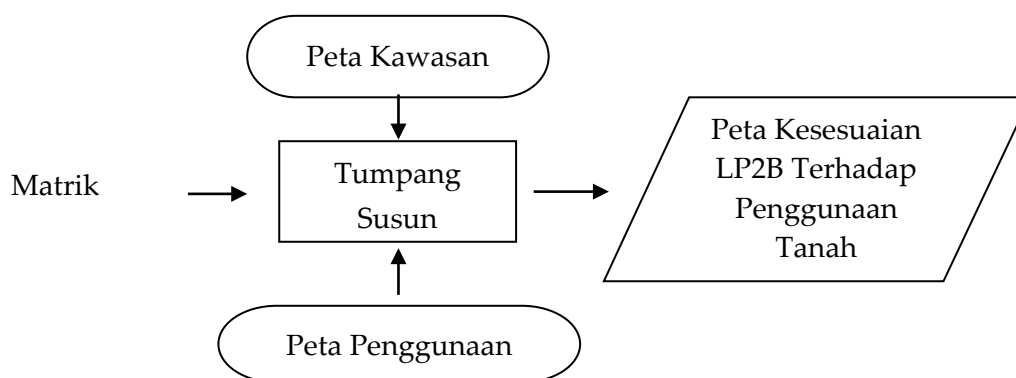 Peta Kawasan
Matrik
Tumpang
Susun
Peta Kesesuaian
LP2B Terhadap
Penggunaan
Tanah
Peta Penggunaan